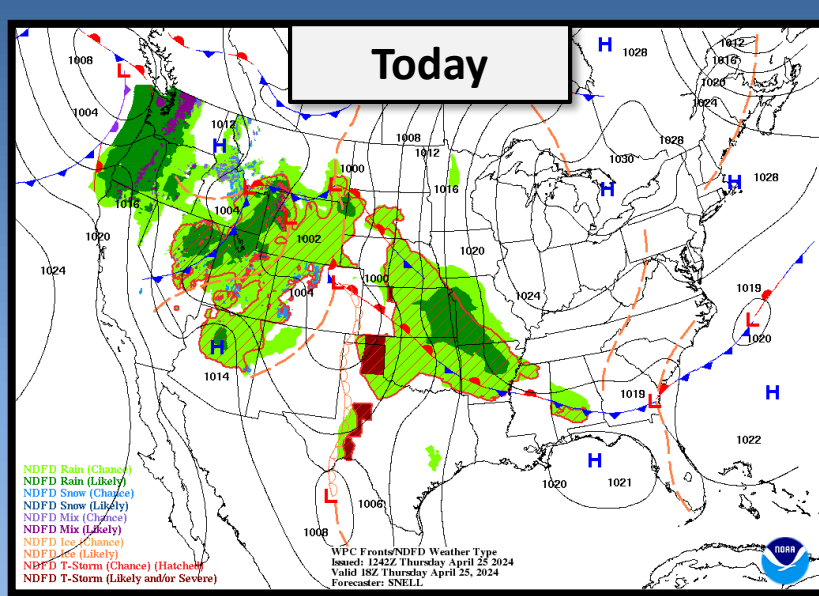 Today
1008
1004
1012
1016
1020
1024
1004
1002
1004
1014
1008
1012
1000
1016
1000
1020
1024
1028
1012
1016
1020
1024
1028
1030
1028
1019
1020
1019
1022
1020
1021
1006
1008
L
H
H
H
H
H
H
H
L
L
L
L
L
L
L
NDFD Rain (Chance)
NDFD Rain (Likely)
NDFD Snow (Chance)
NDFD Snow (Likely)
NDFD Mix (Chance)
NDFD Mix (Likely)
NDFD Ice (Chance)
NDFD Ice (Likely)
NDFD T-Storm (Chance) (Hatched)
NDFD T-Storm (Likely and/or Severe)
WPC Fronts/NDFD Weather Type
Issued: 1242Z Thursday April 25 2024
Valid 18Z Thursday April 25, 2024
Forecaster: SNELL
NOAA